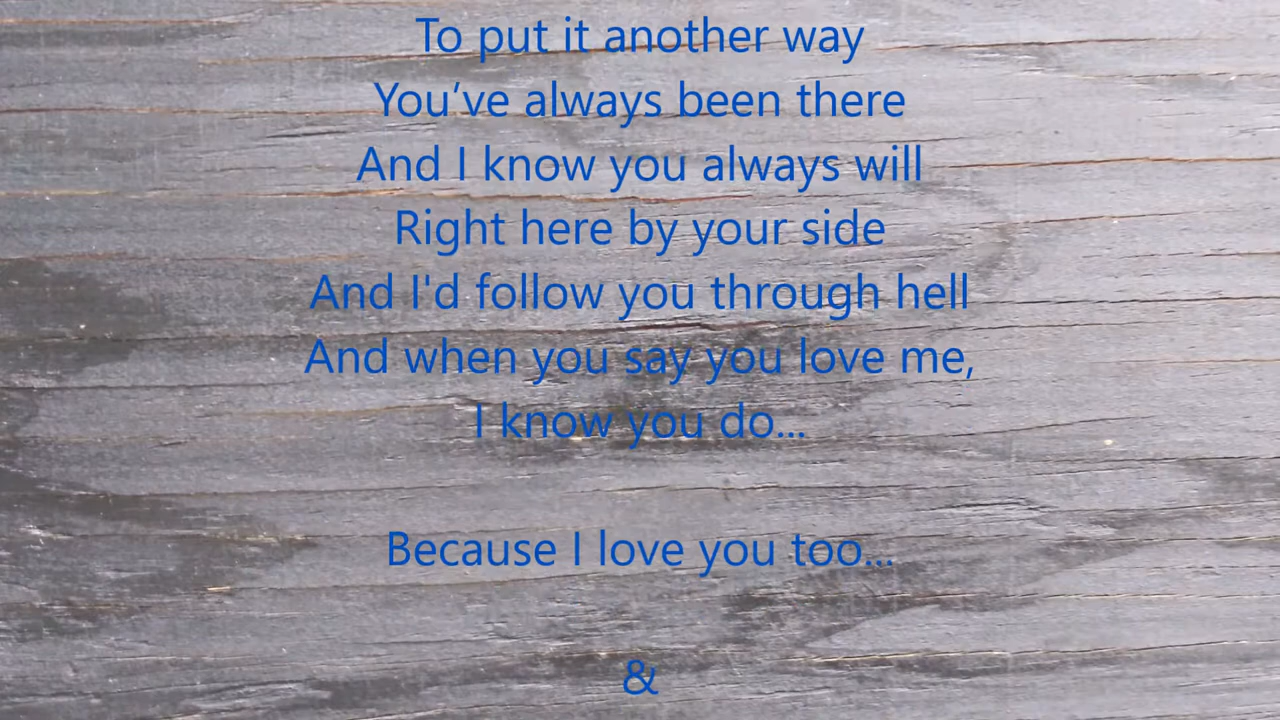 To put it another way
You’ve always been there
And I know you always will
Right here by your side
And I'd follow you through hell
And when you say you love me,
I know you do...
Because I love you too...
&